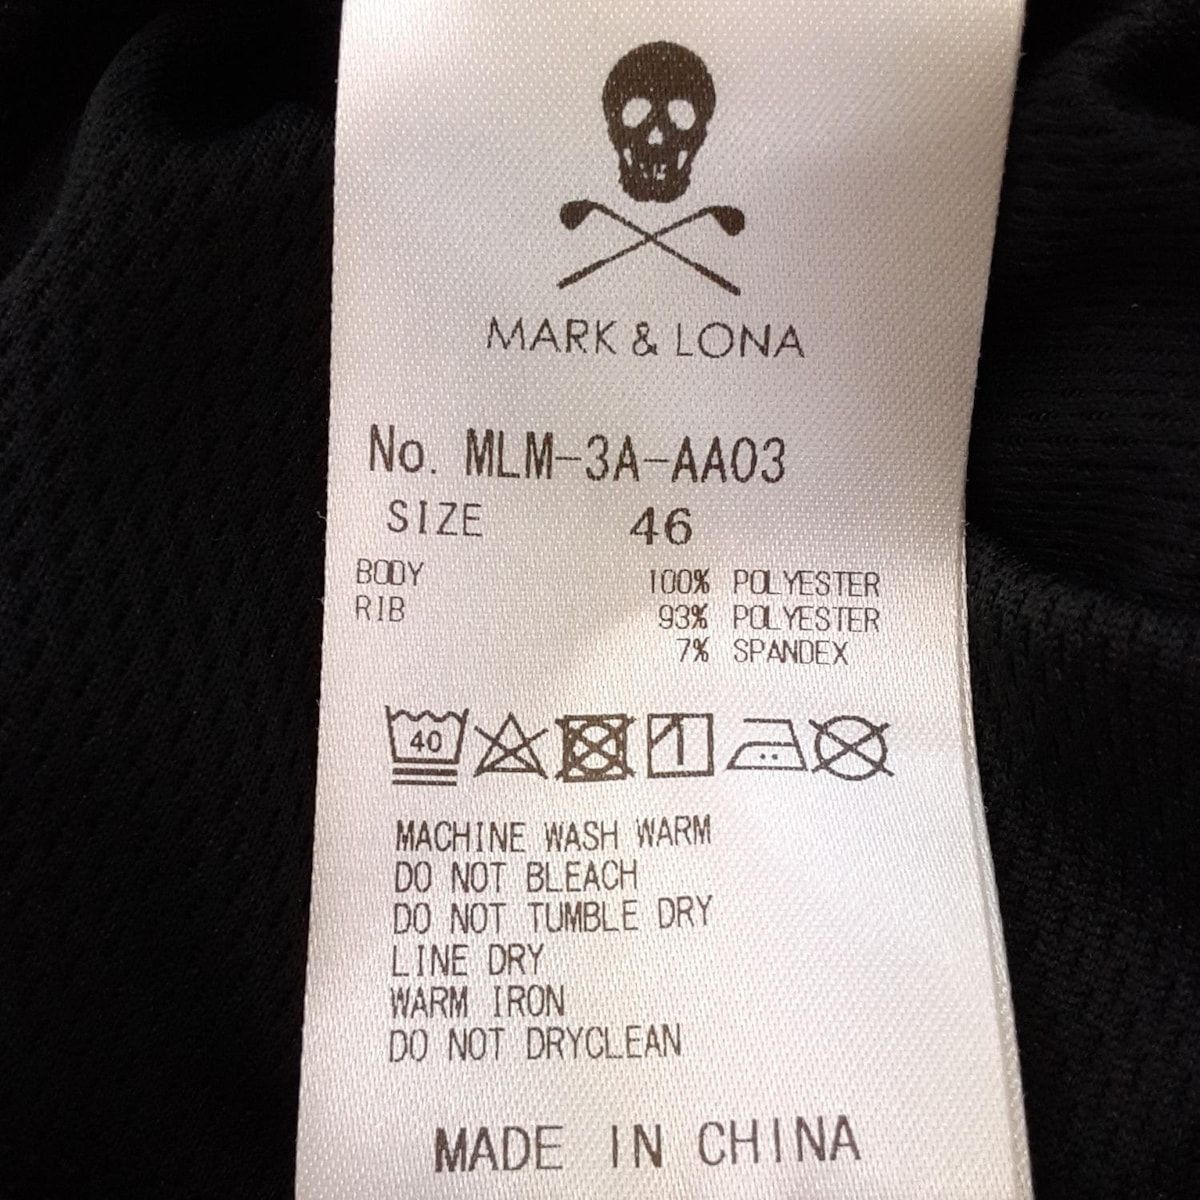 MARK & LONA
No. MLM-3A-AA03
SIZE 46
BODY 100% POLYESTER
RIB 93% POLYESTER
7% SPANDEX
40
MACHINE WASH WARM
DO NOT BLEACH
DO NOT TUMBLE DRY
LINE DRY
WARM IRON
DO NOT DRYCLEAN
MADE IN CHINA